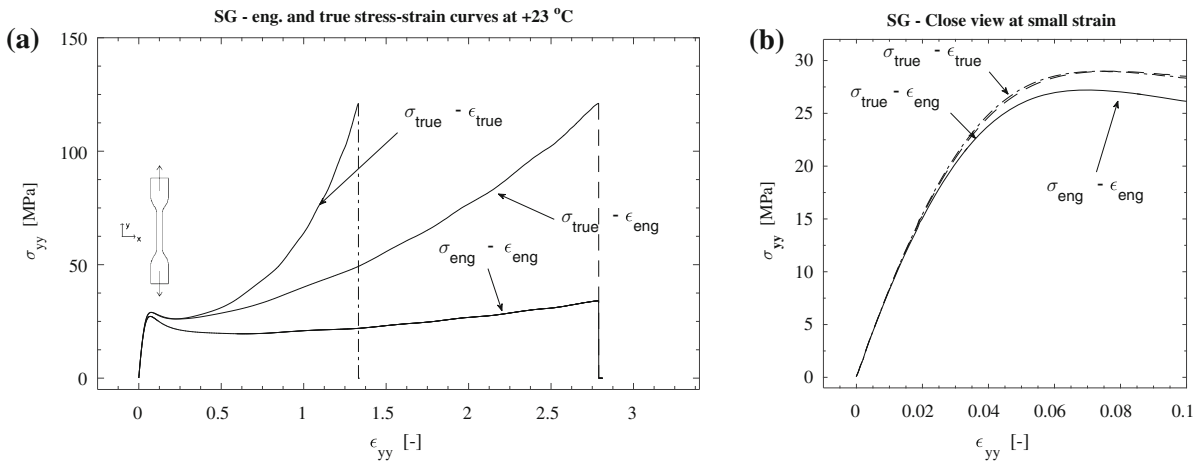 SG - eng. and true stress-strain curves at +23 °C
(a)
150
100
50
0
σyy [MPa]
σtrue - ϵtrue
σtrue - ϵeng
σeng - ϵeng
y
x
0 0.5 1 1.5 2 2.5 3
ϵyy [-]
SG - Close view at small strain
(b)
30
25
20
15
10
5
0
σyy [MPa]
σtrue - ϵtrue
σtrue - ϵeng
σeng - ϵeng
0 0.02 0.04 0.06 0.08 0.1
ϵyy [-]